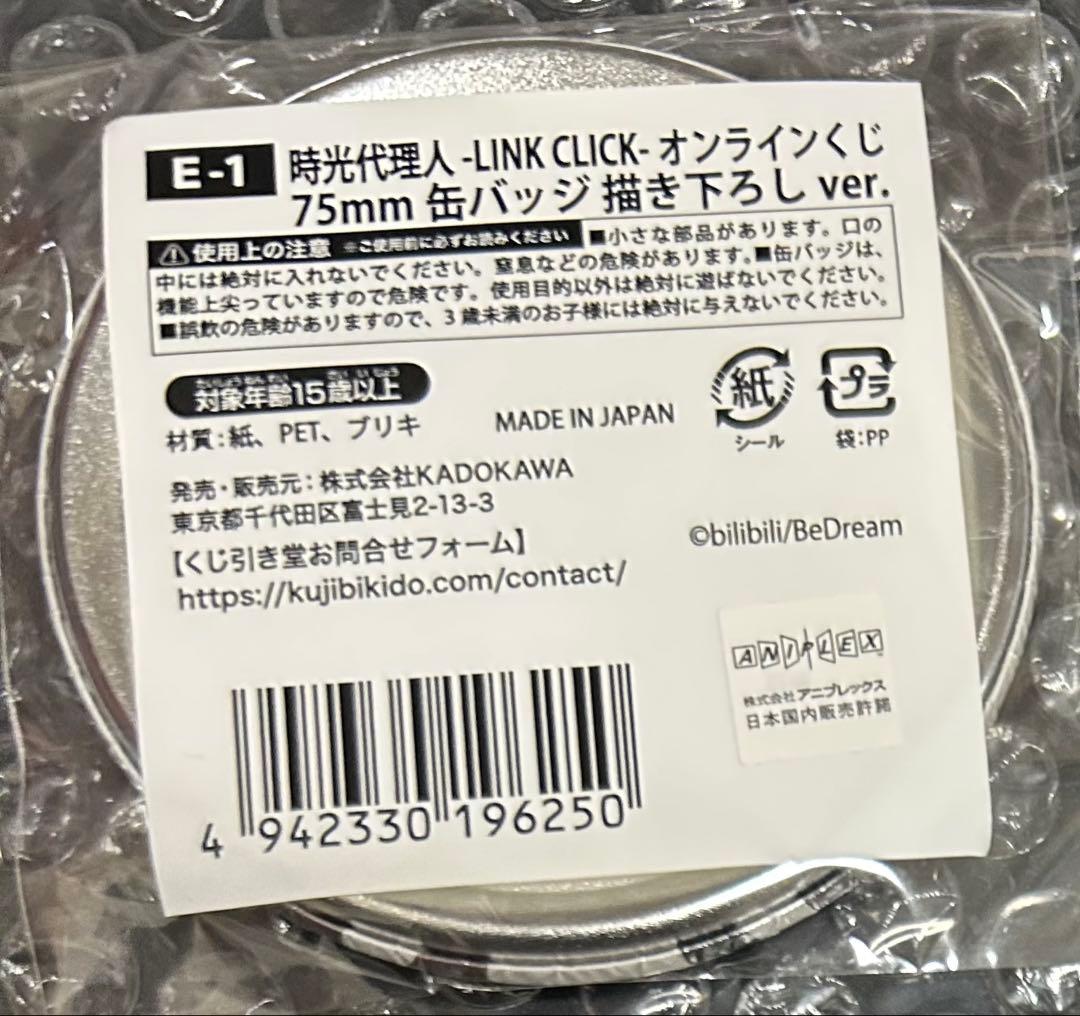 E-1 時光代理人 -LINK CLICK- オンラインくじ
75mm 缶バッジ 描き下ろし ver.
使用上の注意 ※ご使用前に必ずお読みください ■小さな部品があります。口の
中には絶対に入れないでください。窒息などの危険があります。■缶バッジは、
機能上尖っていますので危険です。使用目的以外は絶対に遊ばないでください。
■誤飲の危険がありますので、3歳未満のお子様には絶対に与えないでください。
対象年齢15歳以上
材質:紙、PET、ブリキ
MADE IN JAPAN
紙
シール
プラ
袋:PP
発売・販売元:株式会社KADOKAWA
東京都千代田区富士見2-13-3
【くじ引き堂お問合せフォーム】
https://kujibikido.com/contact/
©bilibili/BeDream
ANIPLEX
株式会社アニプレックス
日本国内販売許諾
4 942330 196250